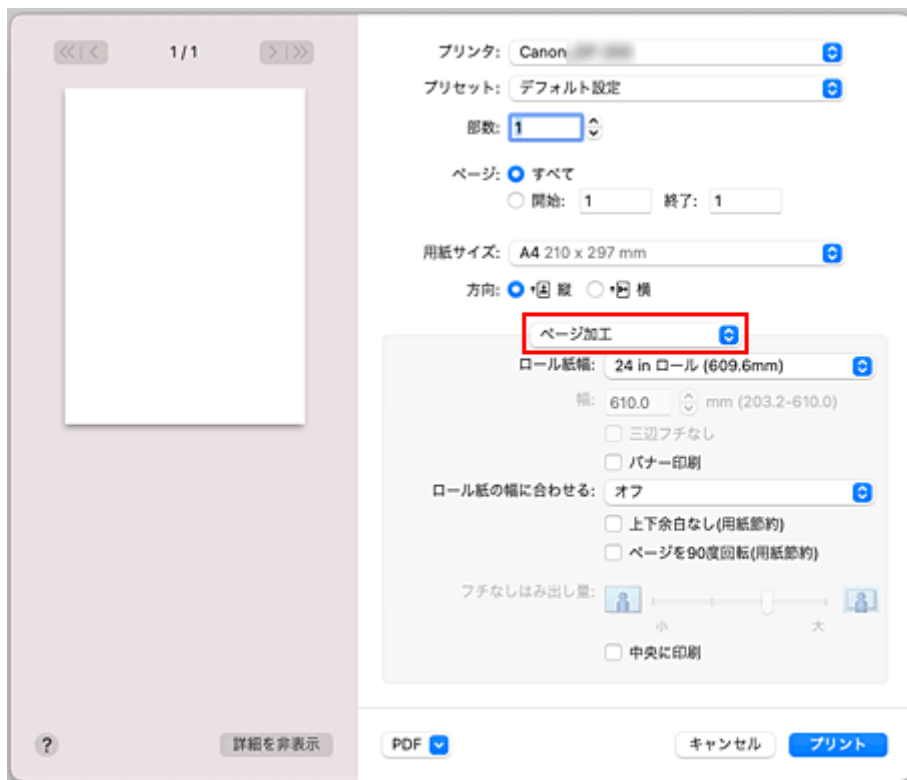 1 / 1
プリンタ: Canon
プリセット: デフォルト設定
部数: 1
ページ: すべて
開始: 1 終了: 1
用紙サイズ: A4 210 x 297 mm
方向: 縦 横
ページ加工
ロール紙幅: 24 in ロール (609.6mm)
幅: 610.0 mm (203.2-610.0)
三辺フチなし
バナー印刷
ロール紙の幅に合わせる: オフ
上下余白なし(用紙節約)
ページを90度回転(用紙節約)
フチなしはみ出し量:
小 大
中央に印刷
? 詳細を非表示 PDF キャンセル プリント